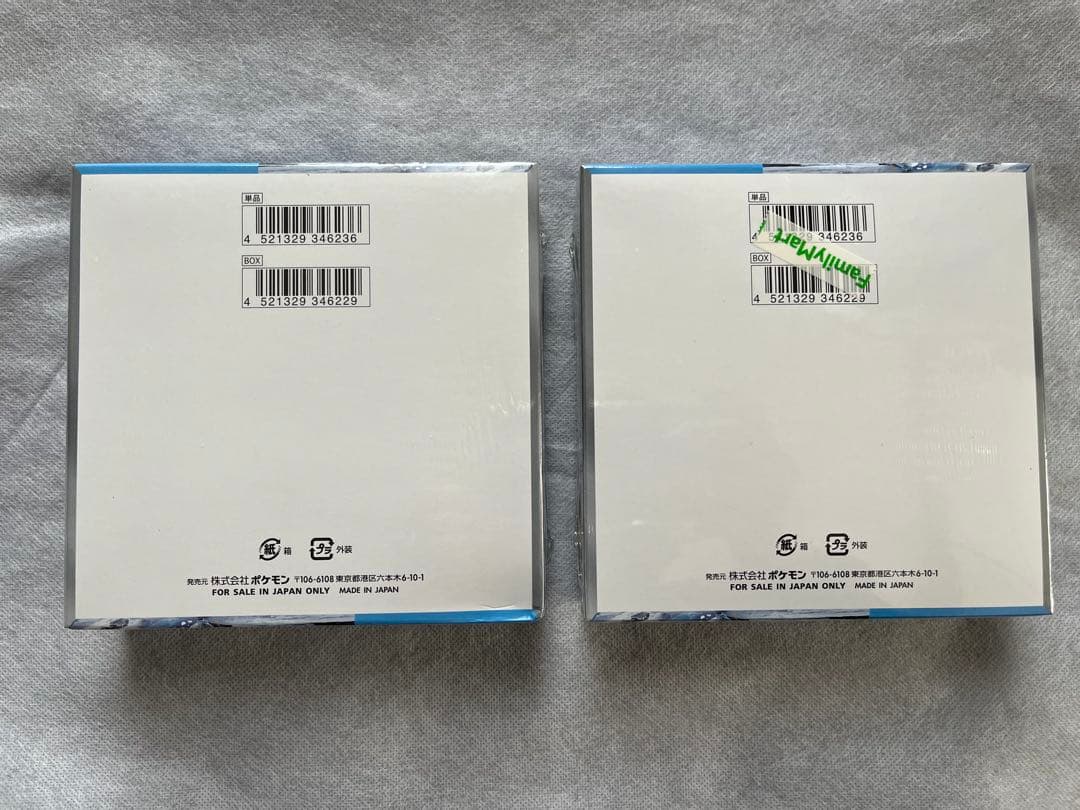 単品
4 521329 346236
BOX
4 521329 346229
紙 箱 プラ 外装
発売元 株式会社 ポケモン 〒106-6108 東京都港区六本木6-10-1
FOR SALE IN JAPAN ONLY MADE IN JAPAN
単品
4 521329 346236
FamilyMart
BOX
4 521329 346229
紙 箱 プラ 外装
発売元 株式会社 ポケモン 〒106-6108 東京都港区六本木6-10-1
FOR SALE IN JAPAN ONLY MADE IN JAPAN